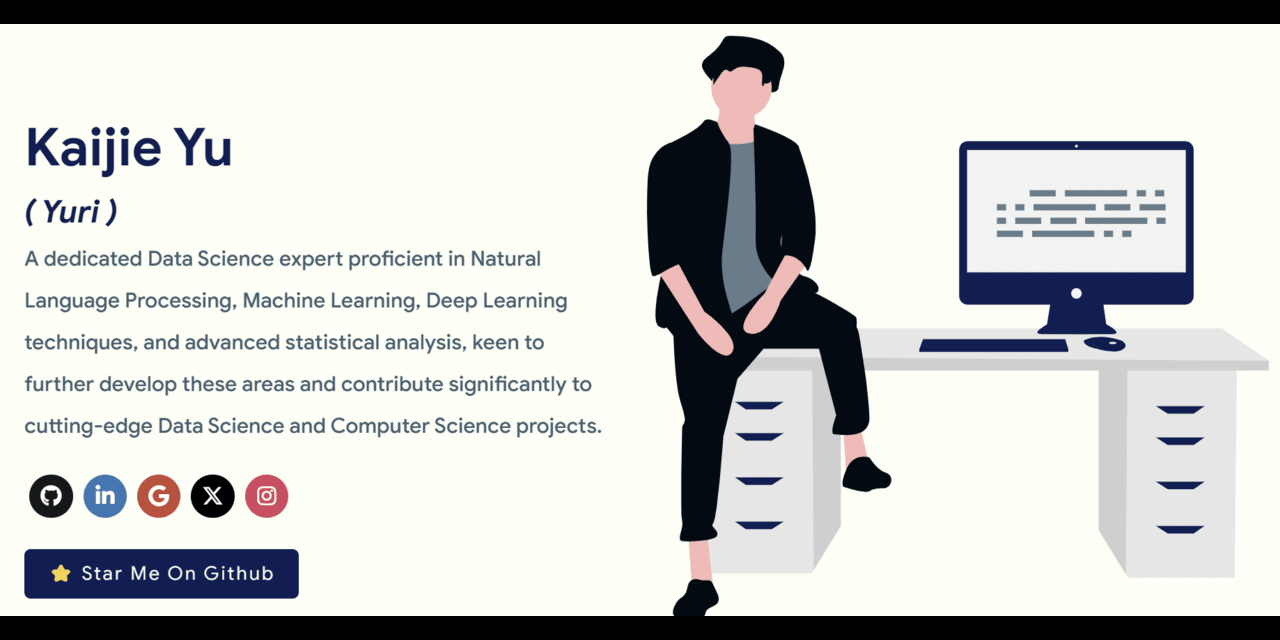 Kaijie Yu
( Yuri )
A dedicated Data Science expert proficient in Natural
Language Processing, Machine Learning, Deep Learning
techniques, and advanced statistical analysis, keen to
further develop these areas and contribute significantly to
cutting-edge Data Science and Computer Science projects.
in G X
Star Me On Github